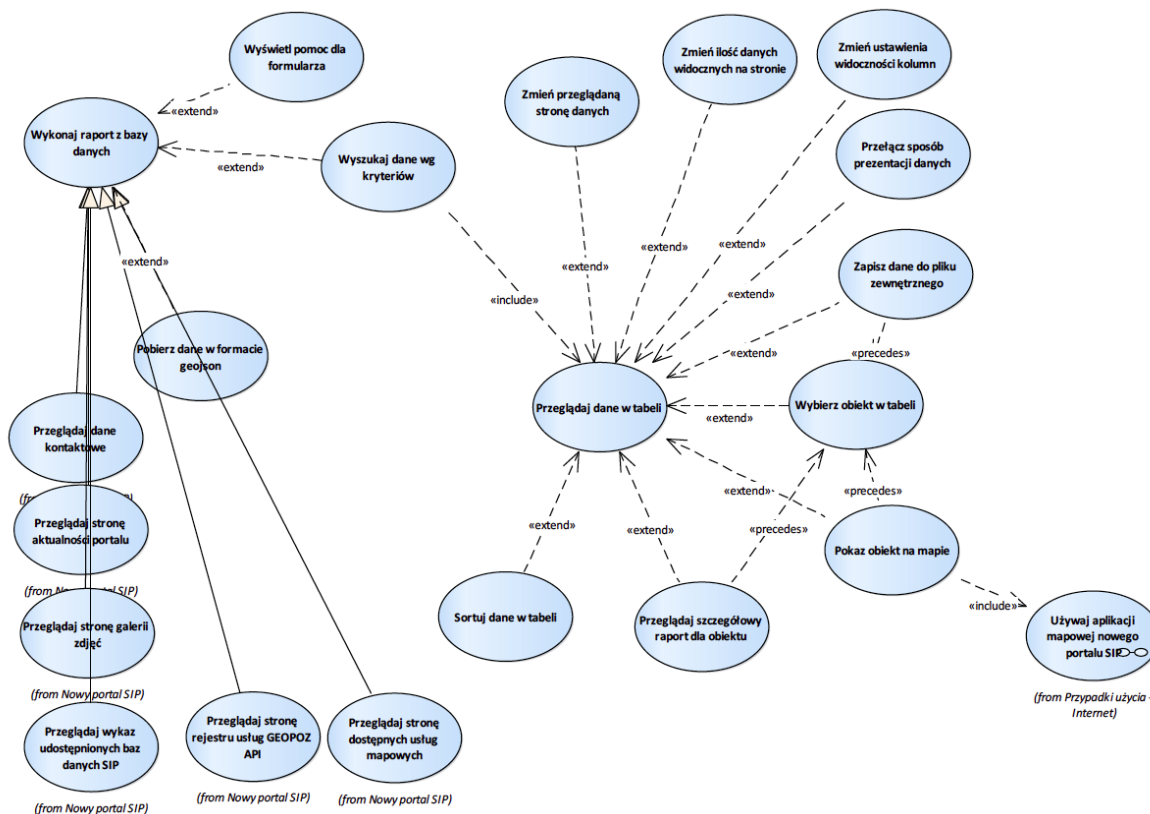 Wyświetl pomoc dla
formularza
Zmień ilość danych
widocznych na stronie
Zmień ustawienia
widoczności kolumn
Zmień przeglądaną
stronę danych
«extend»
Wykonaj raport z bazy
danych
«extend»
Wyszukaj dane wg
kryteriów
Przełącz sposób
prezentacji danych
«extend»
«extend»
«extend»
«extend»
«extend»
«include»
Zapisz dane do pliku
zewnętrznego
Pobierz dane w formacie
geojson
«extend»
«precedes»
Przeglądaj dane w tabeli
«extend»
Wybierz obiekt w tabeli
Przeglądaj dane
kontaktowe
«extend»
«precedes»
Przeglądaj stronę
aktualności portalu
«extend»
«extend»
«precedes»
Pokaz obiekt na mapie
(from Nowy portal SIP)
«include»
Przeglądaj stronę galerii
zdjęć
Sortuj dane w tabeli
Przeglądaj szczegółowy
raport dla obiektu
Używaj aplikacji
mapowej nowego
portalu SIP
(from Nowy portal SIP)
(from Przypadki użycia -
Internet)
Przeglądaj wykaz
udostępnionych baz
danych SIP
Przeglądaj stronę
rejestru usług GEOPOZ
API
Przeglądaj stronę
dostępnych usług
mapowych
(from Nowy portal SIP)
(from Nowy portal SIP)
(from Nowy portal SIP)